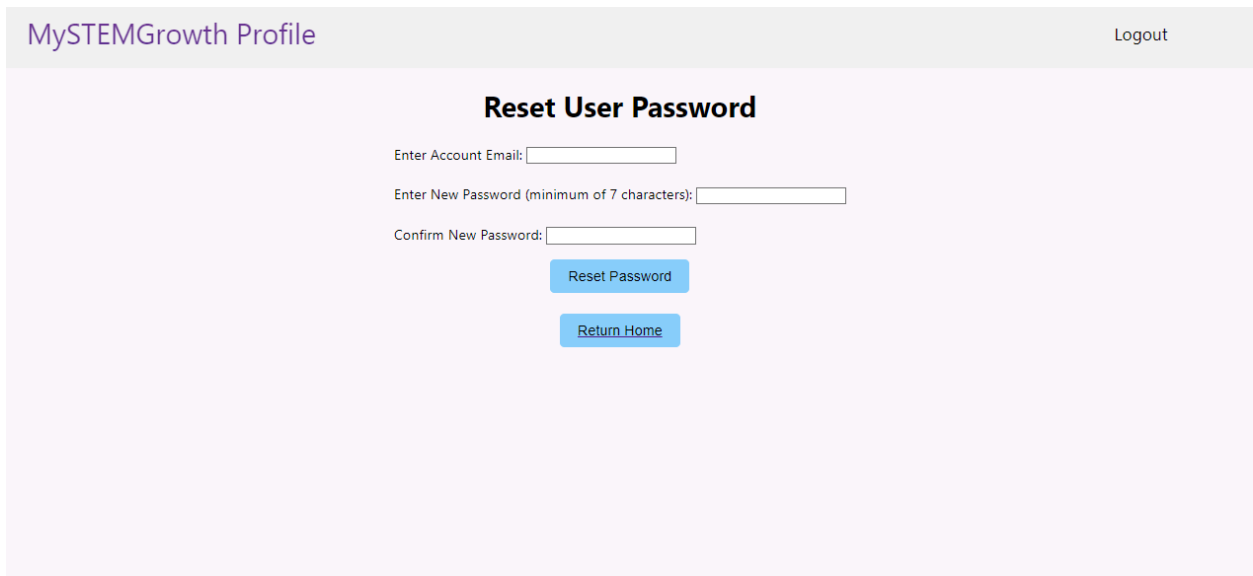 MySTEMGrowth Profile
Logout
Reset User Password
Enter Account Email:
Enter New Password (minimum of 7 characters):
Confirm New Password:
Reset Password
Return Home